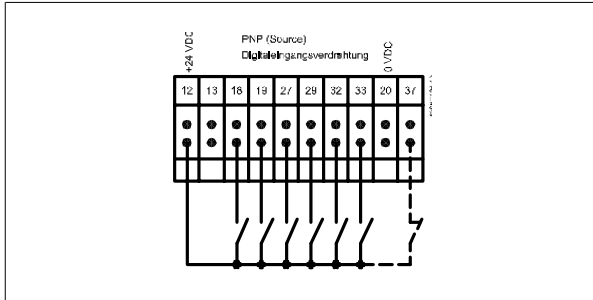 PNP (Source)
Digitaleingangsverdrahtung
+24 VDC
0 VDC
12 13 18 19 27 29 32 33 20 37